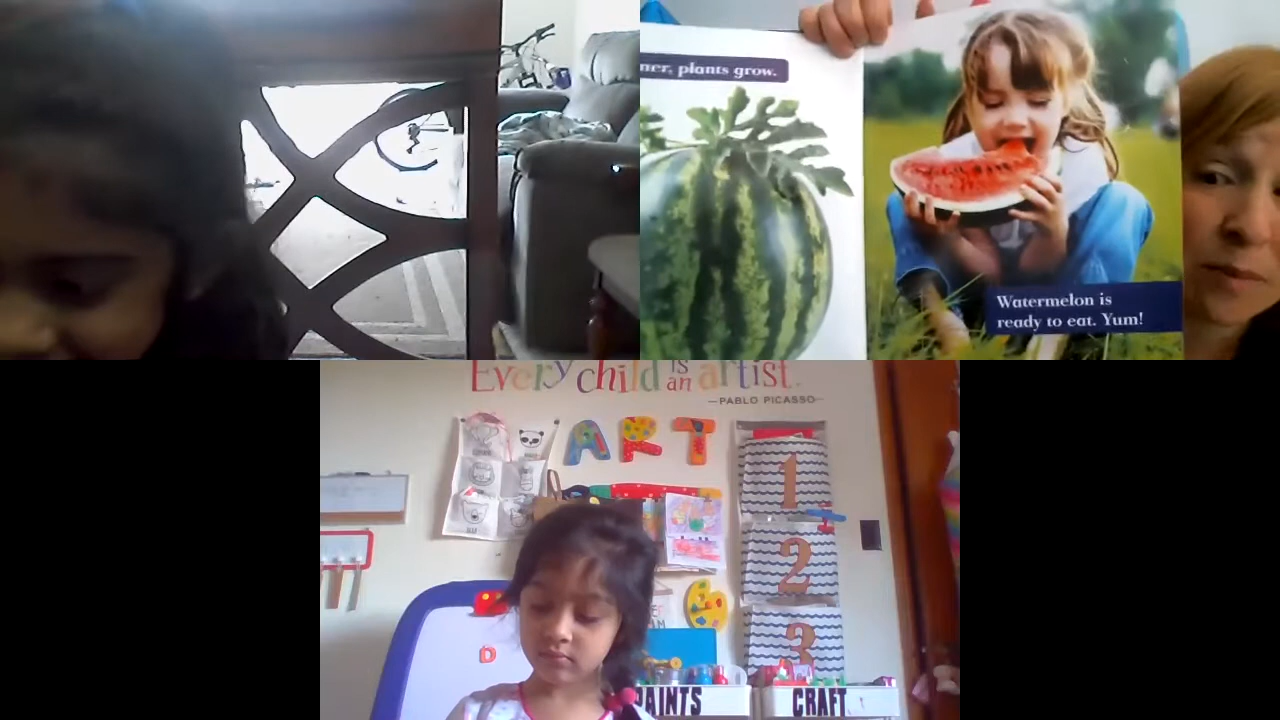 ner, plants grow.
Watermelon is
ready to eat. Yum!
Every child is an artist.
—PABLO PICASSO—
ART
1
2
3
D
PAINTS
CRAFT